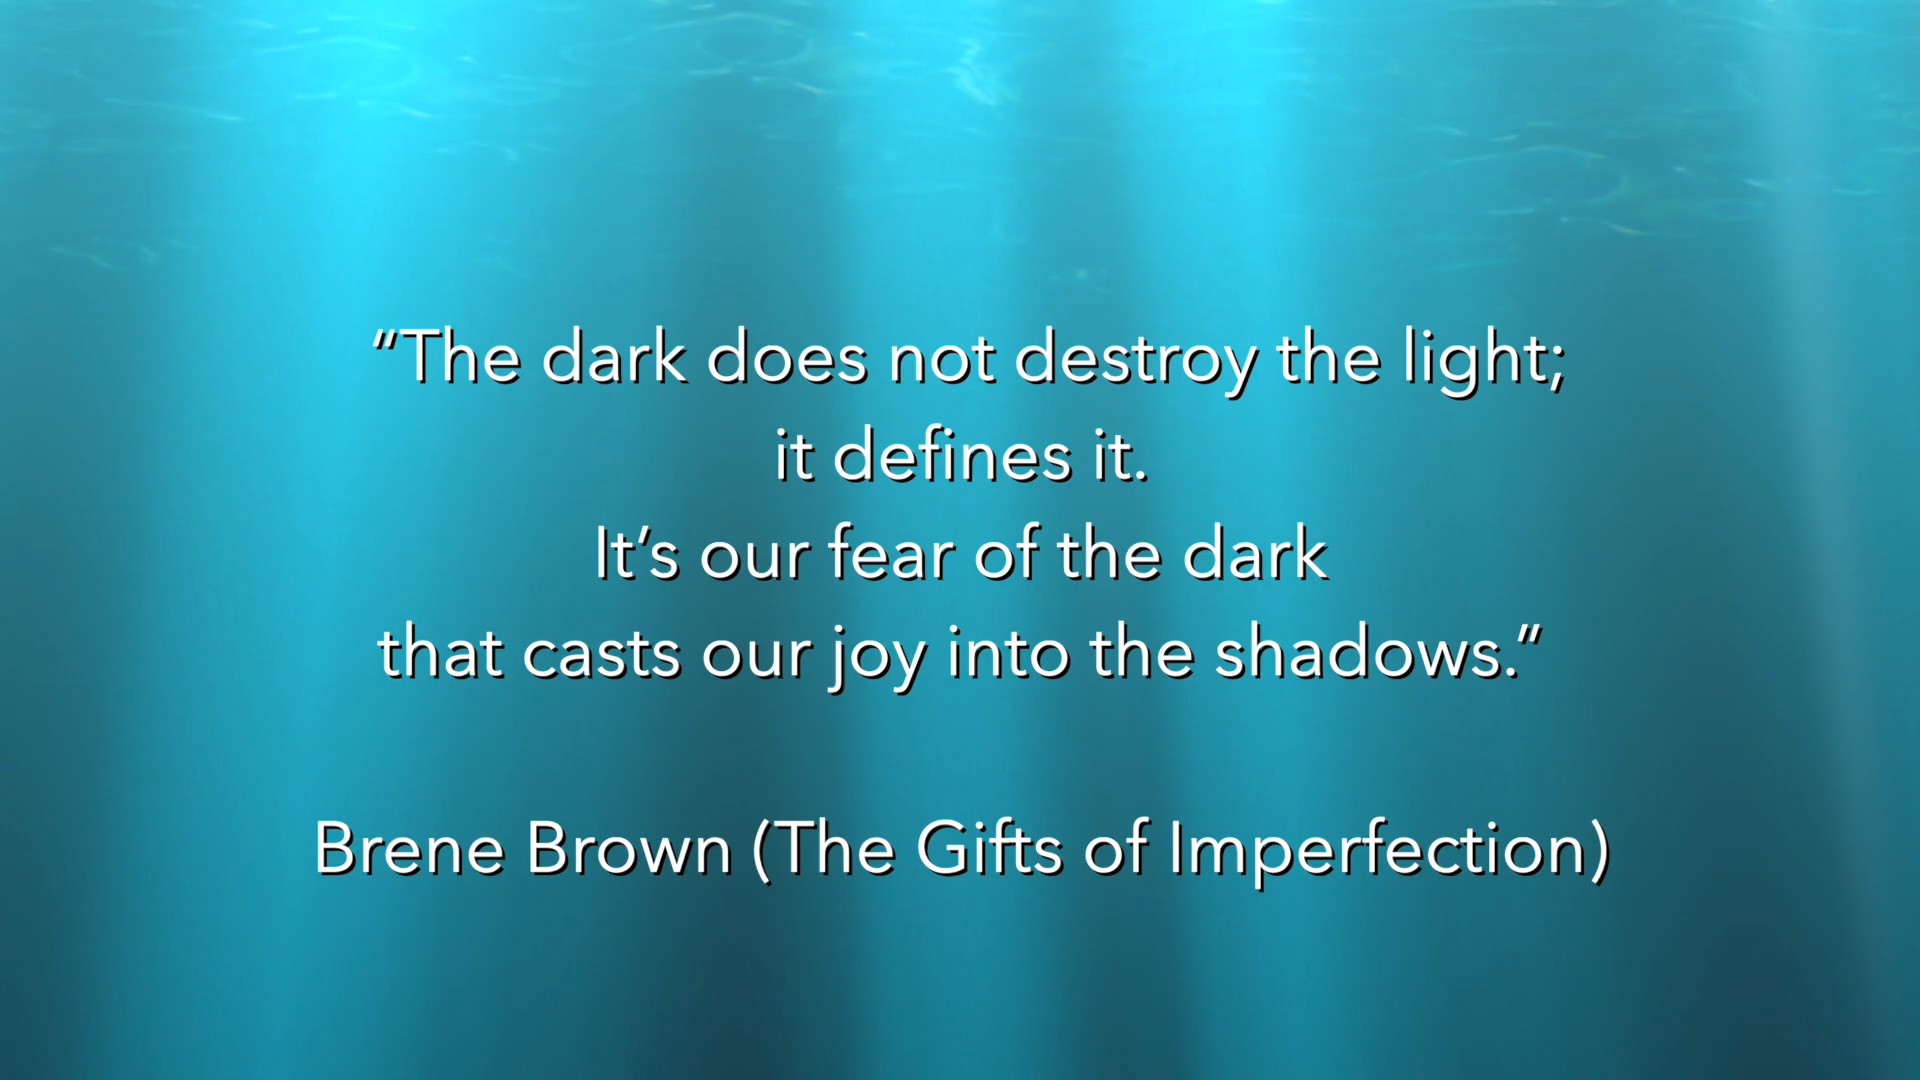 “The dark does not destroy the light;
it defines it.
It’s our fear of the dark
that casts our joy into the shadows.”
Brene Brown (The Gifts of Imperfection)